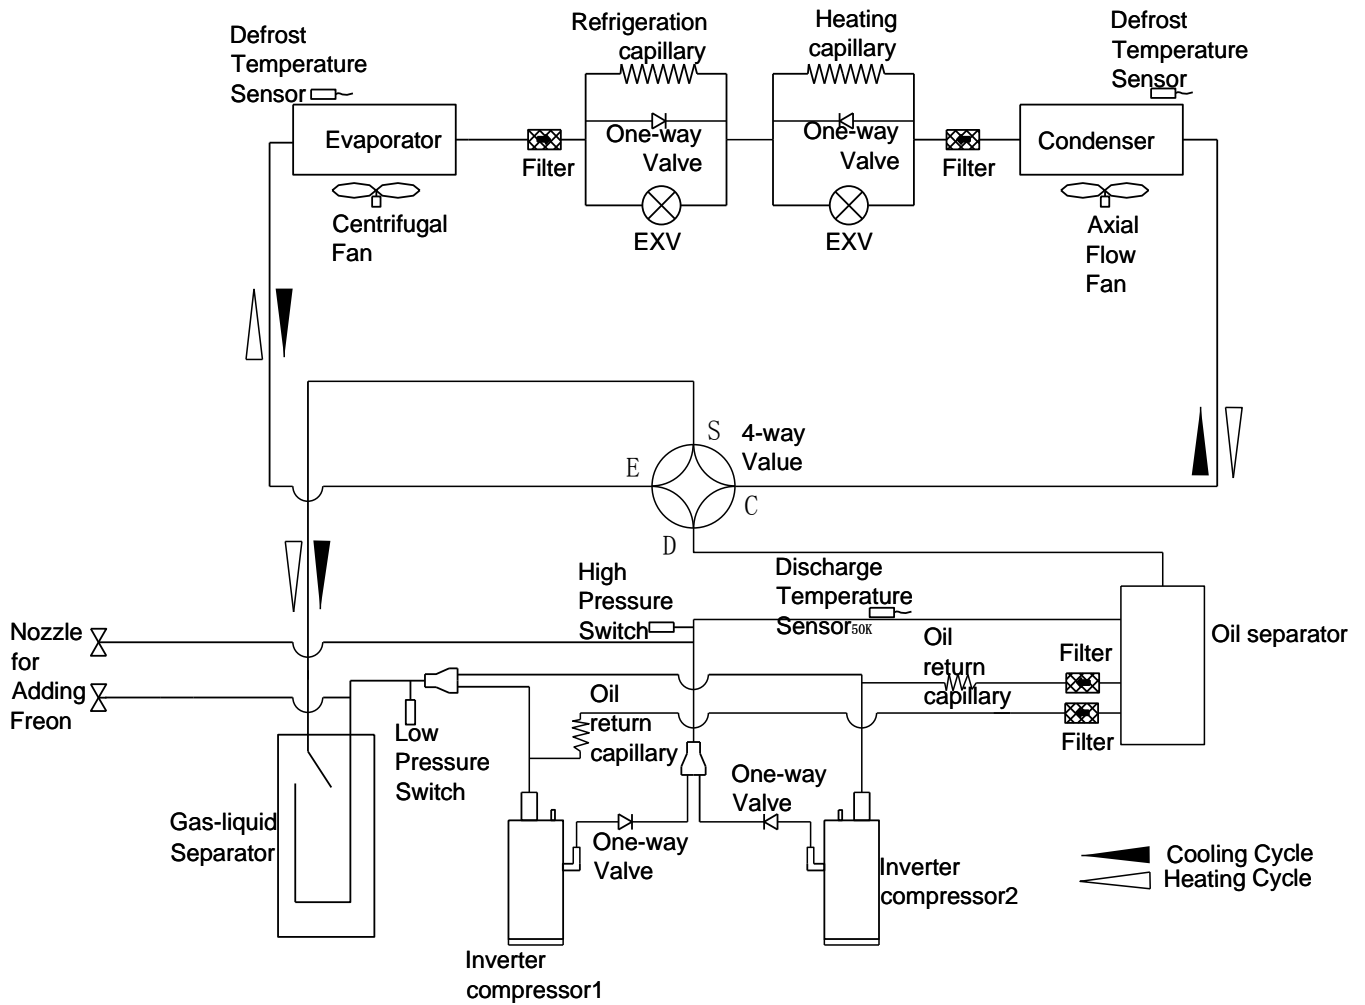 Defrost
Temperature
Sensor
Refrigeration
capillary
Heating
capillary
Defrost
Temperature
Sensor
Evaporator
Filter
One-way
Valve
One-way
Valve
Filter
Condenser
Centrifugal
Fan
EXV
EXV
Axial
Flow
Fan
S
4-way
Value
E
C
D
High
Pressure
Switch
Discharge
Temperature
Sensor50K
Nozzle
for
Adding
Freon
Oil
return
capillary
Filter
Oil separator
Oil
return
capillary
Filter
Low
Pressure
Switch
One-way
Valve
Gas-liquid
Separator
One-way
Valve
Inverter
compressor2
Cooling Cycle
Heating Cycle
Inverter
compressor1